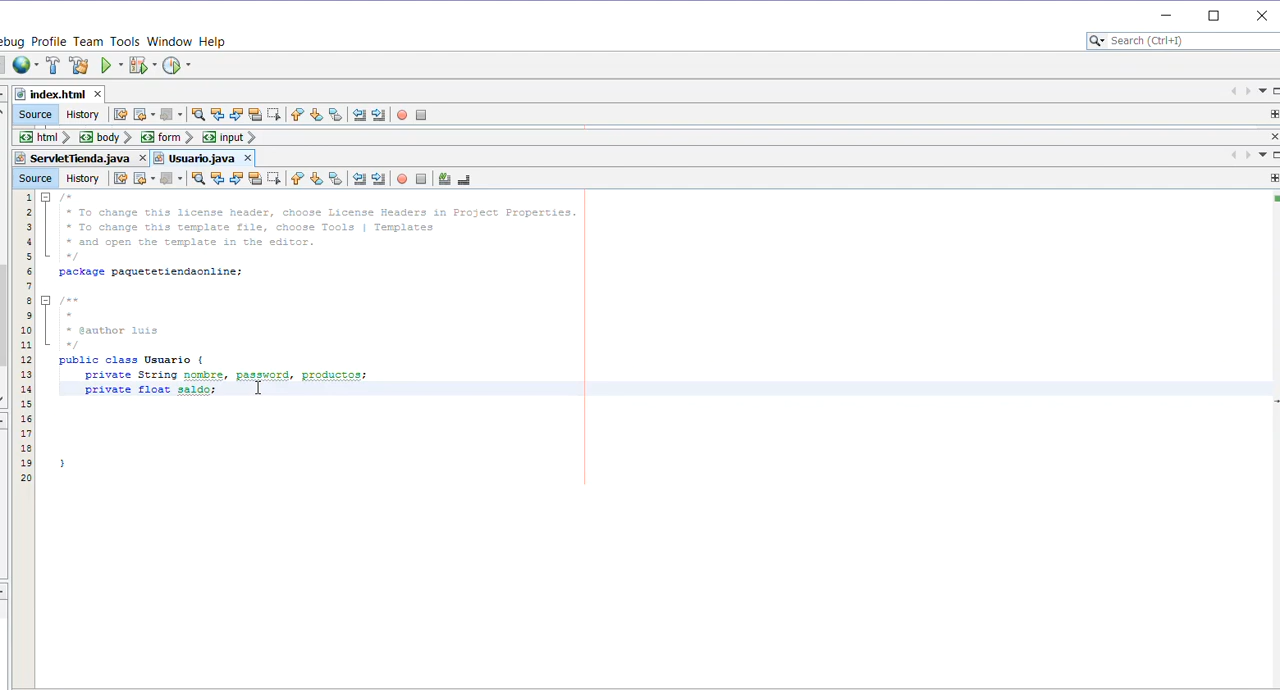 ebug Profile Team Tools Window Help
Search (Ctrl+I)
index.html
Source History
html body form input
ServletTienda.java Usuario.java
Source History
1 /*
2 * To change this license header, choose License Headers in Project Properties.
3 * To change this template file, choose Tools | Templates
4 * and open the template in the editor.
5 */
6 package paquetetiendaonline;
7
8 /**
9 *
10 * @author luis
11 */
12 public class Usuario {
13 private String nombre, password, productos;
14 private float saldo;
15
16
17
18
19 }
20